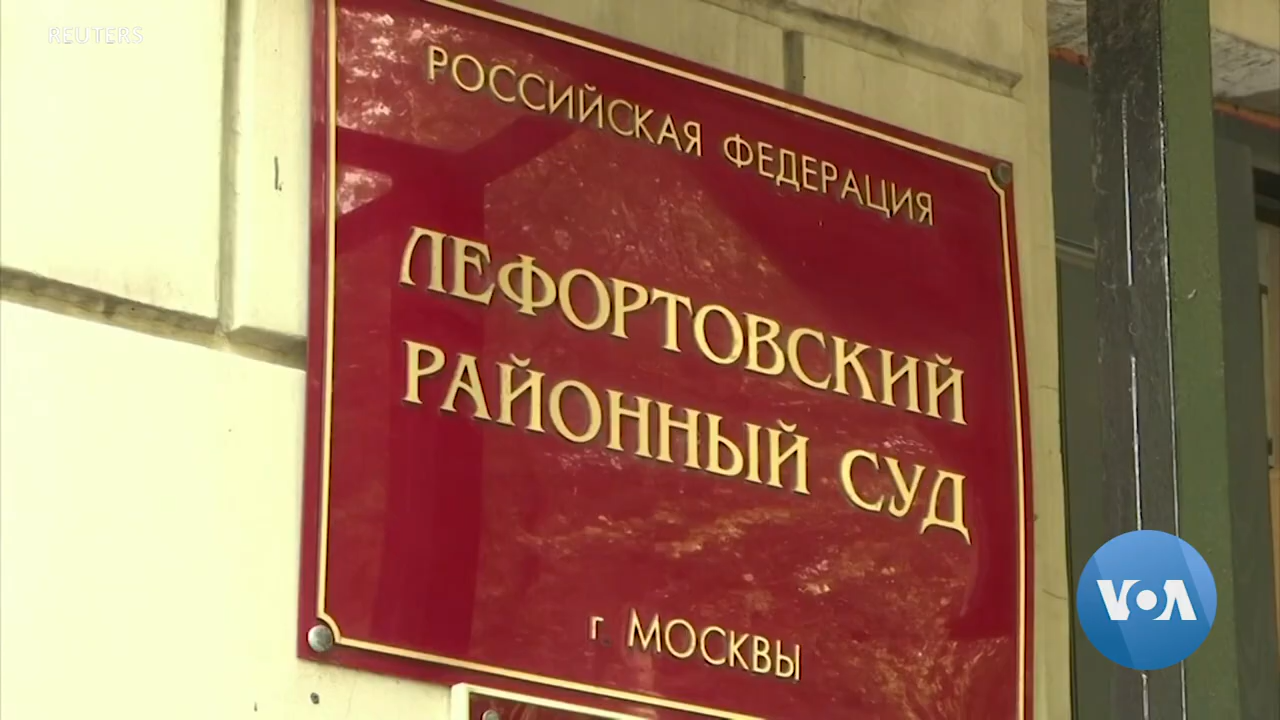 REUTERS
РОССИЙСКАЯ ФЕДЕРАЦИЯ
ЛЕФОРТОВСКИЙ
РАЙОННЫЙ СУД
г. МОСКВЫ
VOA